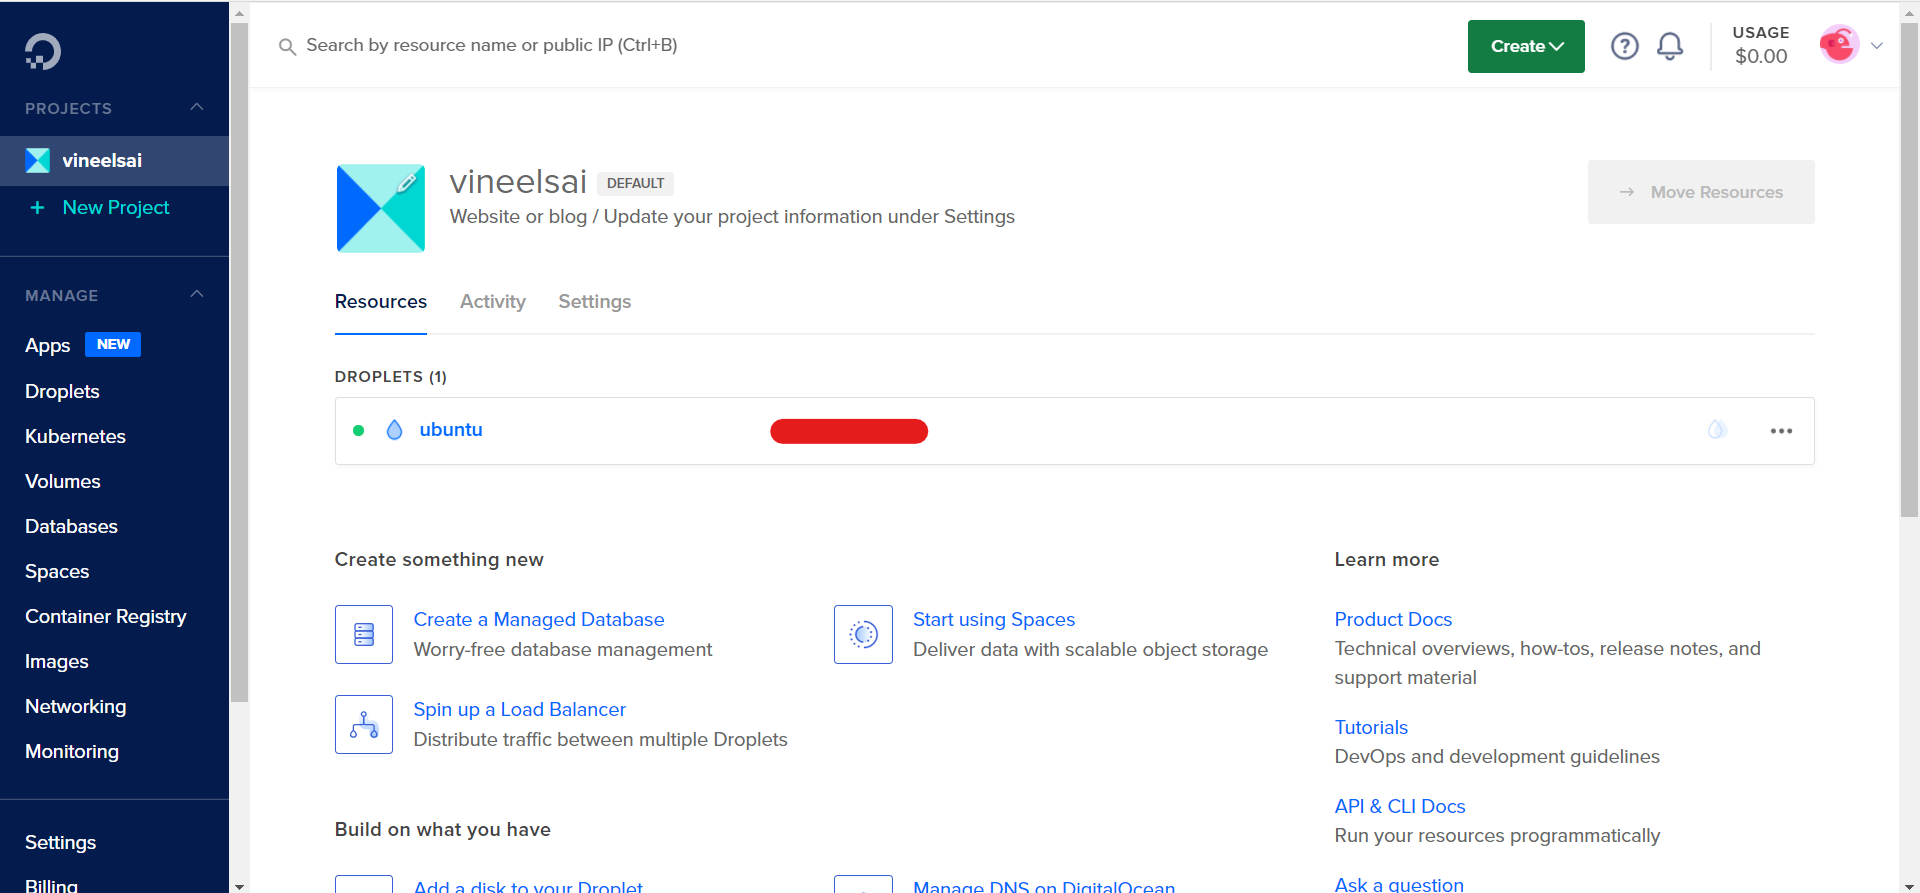 Search by resource name or public IP (Ctrl+B)
Create
?
USAGE
$0.00
PROJECTS
vineelsai
+ New Project
MANAGE
Apps NEW
Droplets
Kubernetes
Volumes
Databases
Spaces
Container Registry
Images
Networking
Monitoring
Settings
Billing
vineelsai DEFAULT
Website or blog / Update your project information under Settings
→ Move Resources
Resources Activity Settings
DROPLETS (1)
ubuntu
Create something new
Create a Managed Database
Worry-free database management
Start using Spaces
Deliver data with scalable object storage
Spin up a Load Balancer
Distribute traffic between multiple Droplets
Build on what you have
Add a disk to your Droplet
Manage DNS on DigitalOcean
Learn more
Product Docs
Technical overviews, how-tos, release notes, and
support material
Tutorials
DevOps and development guidelines
API & CLI Docs
Run your resources programmatically
Ask a question